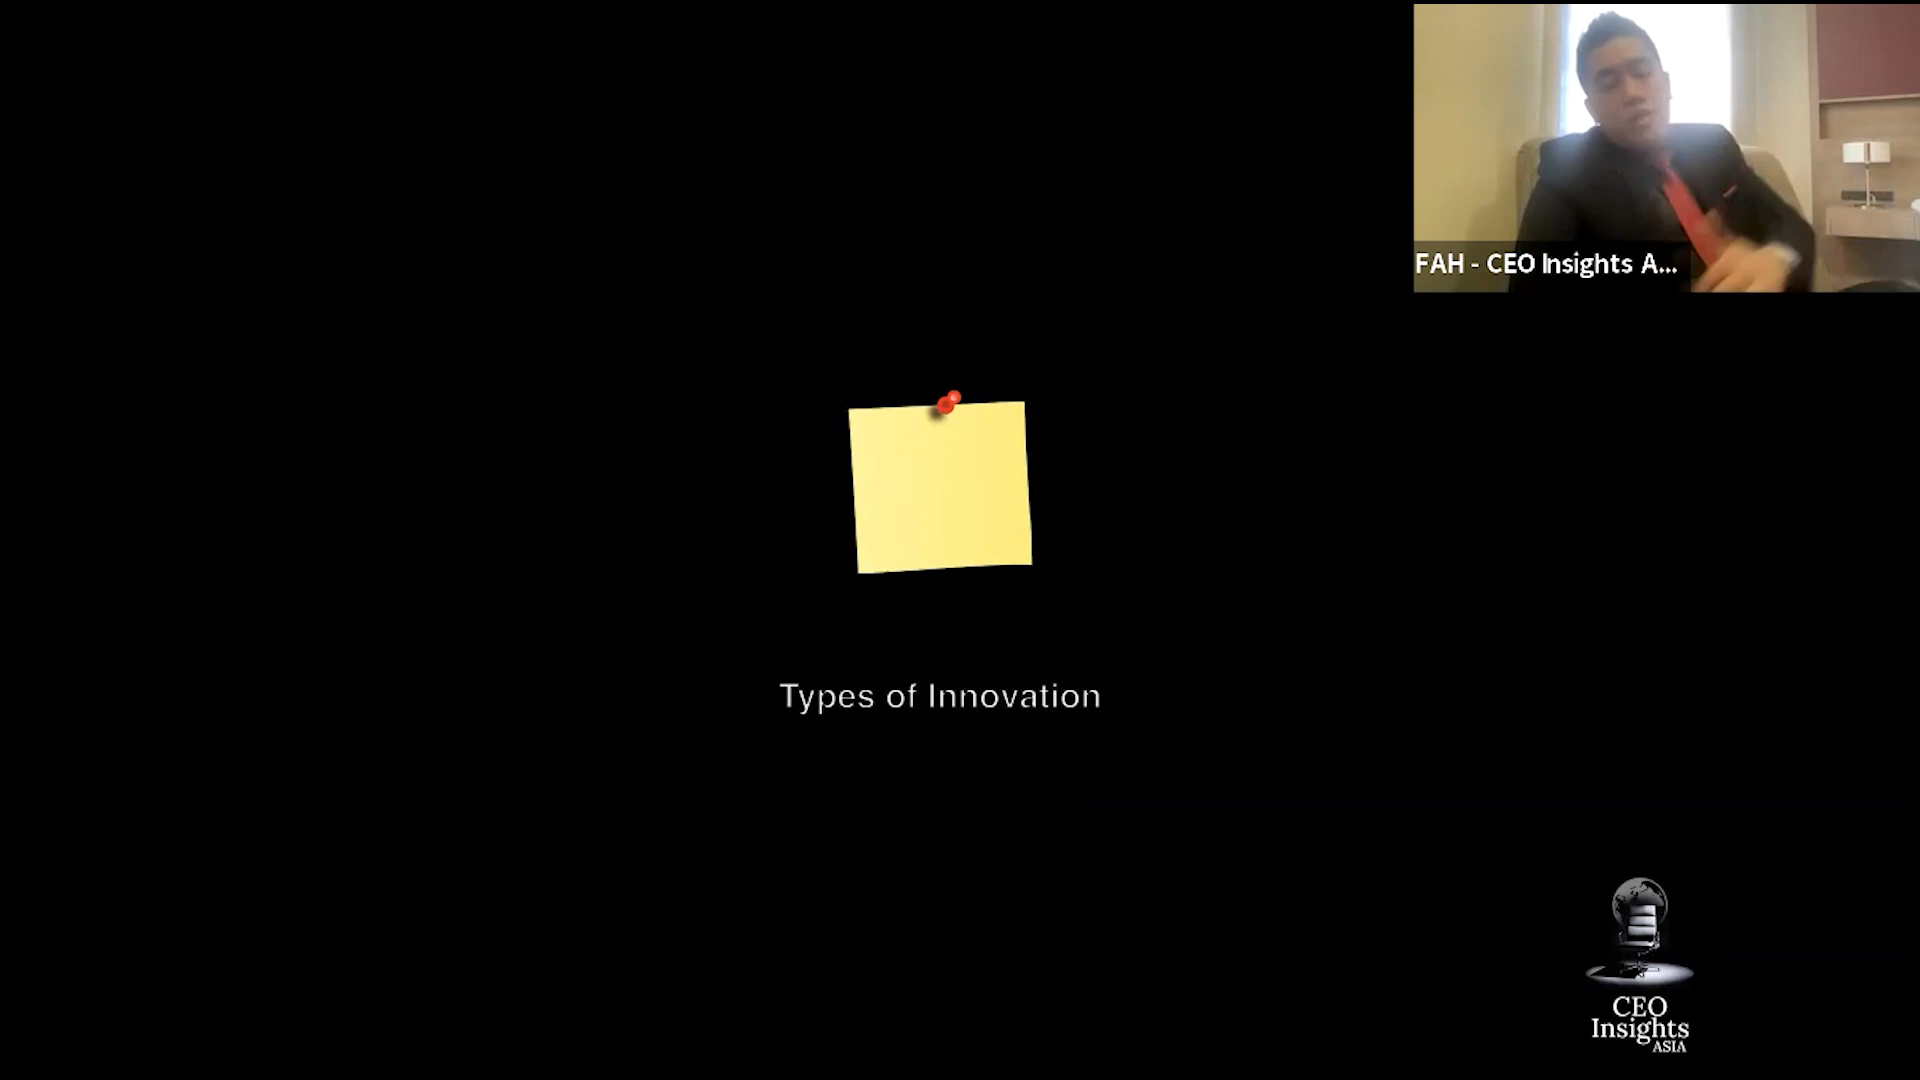 FAH - CEO Insights A...
Types of Innovation
CEO
Insights
ASIA